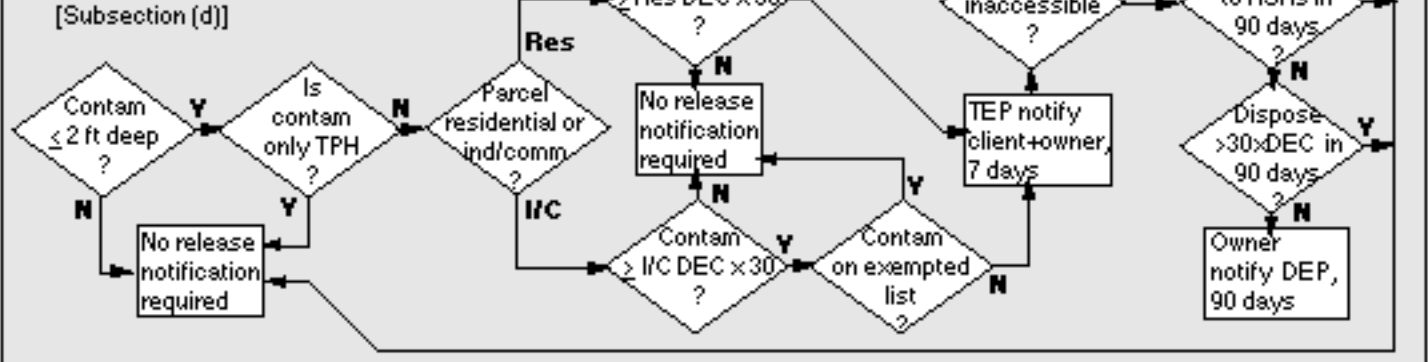 [Subsection (d)]
Contam
≤ 2 ft deep
?
Y
N
Is
contam
only TPH
?
N
Y
No release
notification
required
Parcel
residential or
ind/comm
?
Res
I/C
?
N
No release
notification
required
N
Contam
≥ I/C DEC x 30
?
Y
Contam
on exempted
list
?
Y
N
TEP notify
client+owner,
7 days
inaccessible
?
90 days
?
N
Dispose
>30xDEC in
90 days
?
Y
N
Owner
notify DEP,
90 days